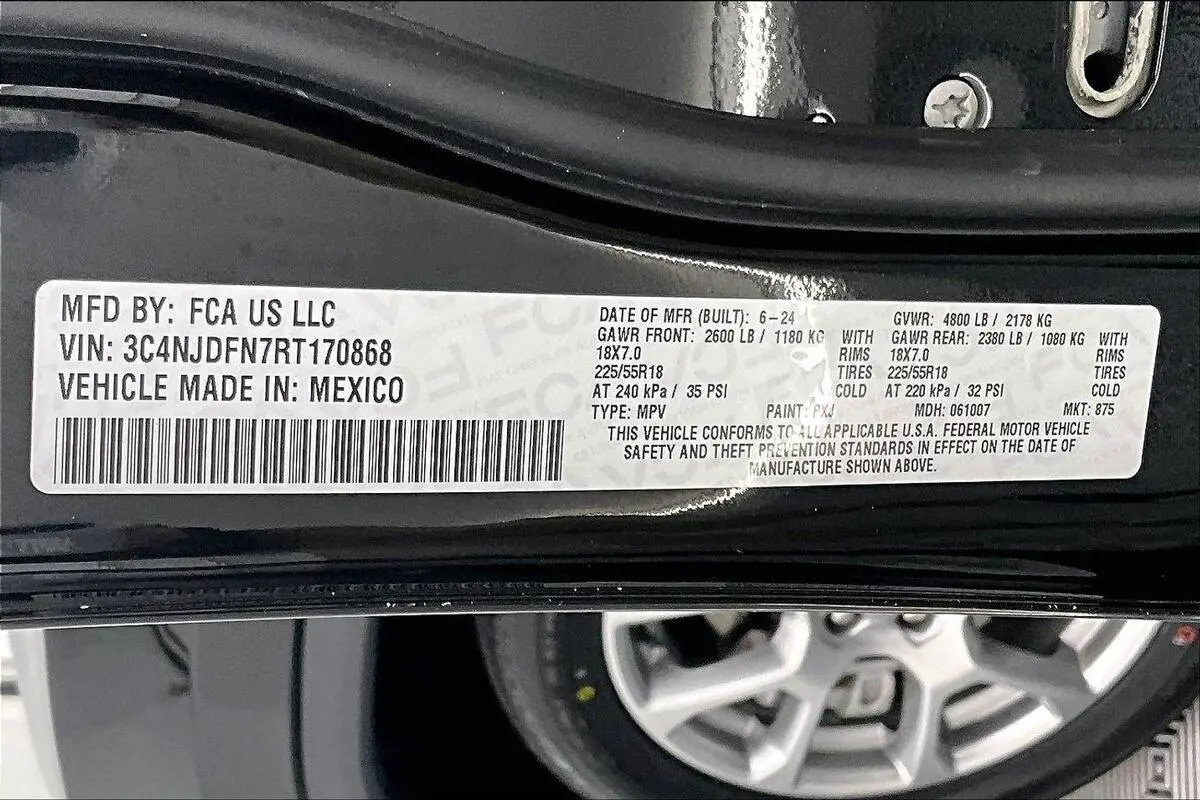 MFD BY: FCA US LLC
VIN: 3C4NJDFN7RT170868
VEHICLE MADE IN: MEXICO
DATE OF MFR (BUILT): 6-24 GVWR: 4800 LB / 2178 KG
GAWR FRONT: 2600 LB / 1180 KG WITH GAWR REAR: 2380 LB / 1080 KG WITH
18X7.0 RIMS 18X7.0 RIMS
225/55R18 TIRES 225/55R18 TIRES
AT 240 kPa / 35 PSI COLD AT 220 kPa / 32 PSI COLD
TYPE: MPV PAINT: PXJ MDH: 061007 MKT: 875
THIS VEHICLE CONFORMS TO ALL APPLICABLE U.S.A. FEDERAL MOTOR VEHICLE
SAFETY AND THEFT PREVENTION STANDARDS IN EFFECT ON THE DATE OF
MANUFACTURE SHOWN ABOVE.